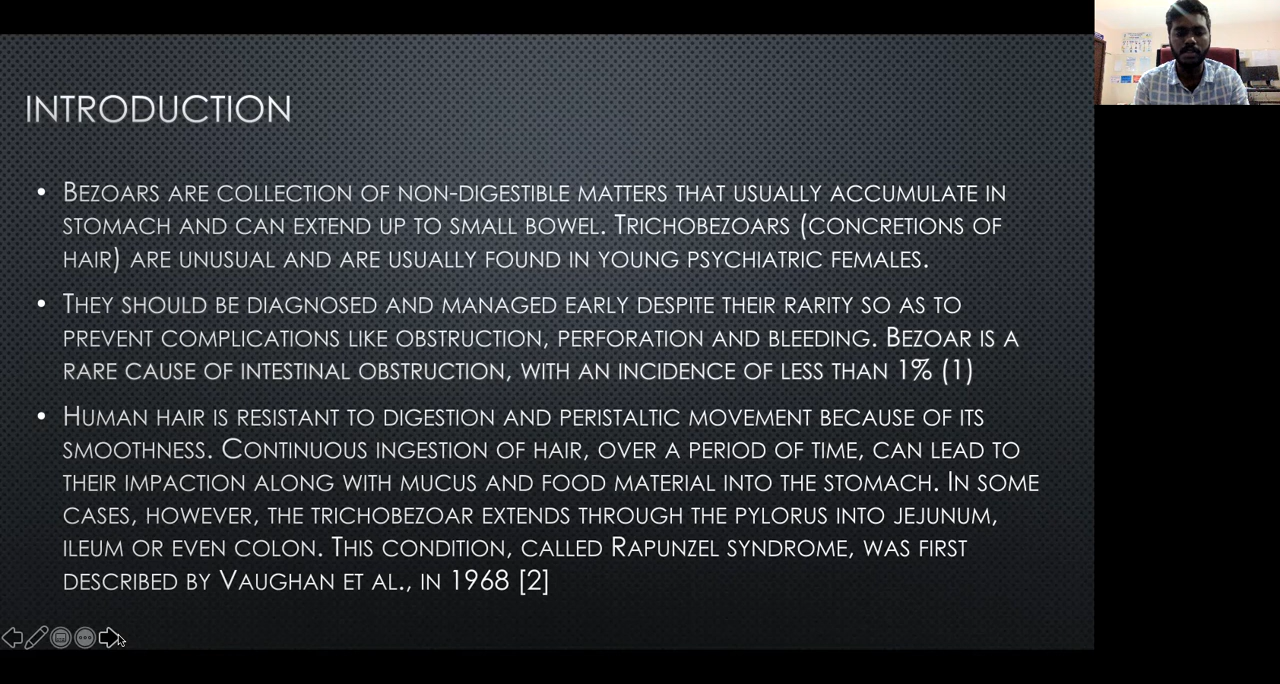 INTRODUCTION
• BEZOARS ARE COLLECTION OF NON-DIGESTIBLE MATTERS THAT USUALLY ACCUMULATE IN
STOMACH AND CAN EXTEND UP TO SMALL BOWEL. TRICHOBEZOARS (CONCRETIONS OF
HAIR) ARE UNUSUAL AND ARE USUALLY FOUND IN YOUNG PSYCHIATRIC FEMALES.
• THEY SHOULD BE DIAGNOSED AND MANAGED EARLY DESPITE THEIR RARITY SO AS TO
PREVENT COMPLICATIONS LIKE OBSTRUCTION, PERFORATION AND BLEEDING. BEZOAR IS A
RARE CAUSE OF INTESTINAL OBSTRUCTION, WITH AN INCIDENCE OF LESS THAN 1% (1)
• HUMAN HAIR IS RESISTANT TO DIGESTION AND PERISTALTIC MOVEMENT BECAUSE OF ITS
SMOOTHNESS. CONTINUOUS INGESTION OF HAIR, OVER A PERIOD OF TIME, CAN LEAD TO
THEIR IMPACTION ALONG WITH MUCUS AND FOOD MATERIAL INTO THE STOMACH. IN SOME
CASES, HOWEVER, THE TRICHOBEZOAR EXTENDS THROUGH THE PYLORUS INTO JEJUNUM,
ILEUM OR EVEN COLON. THIS CONDITION, CALLED RAPUNZEL SYNDROME, WAS FIRST
DESCRIBED BY VAUGHAN ET AL., IN 1968 [2]